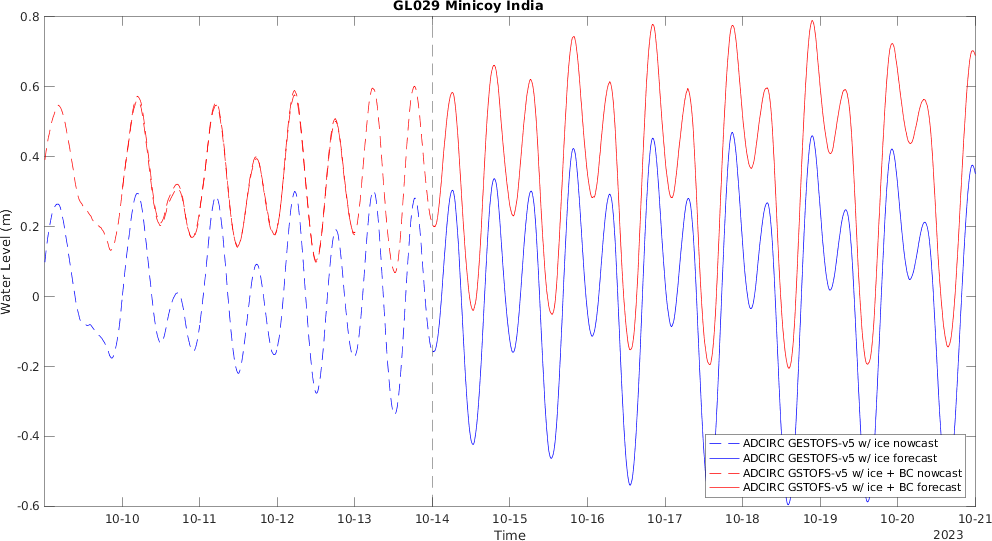 GL029 Minicoy India
Water Level (m)
0.8
0.6
0.4
0.2
0
-0.2
-0.4
-0.6
ADCIRC GESTOFS-v5 w/ ice nowcast
ADCIRC GESTOFS-v5 w/ ice forecast
ADCIRC GSTOFS-v5 w/ ice + BC nowcast
ADCIRC GSTOFS-v5 w/ ice + BC forecast
10-10 10-11 10-12 10-13 10-14 10-15 10-16 10-17 10-18 10-19 10-20 10-21
Time
2023